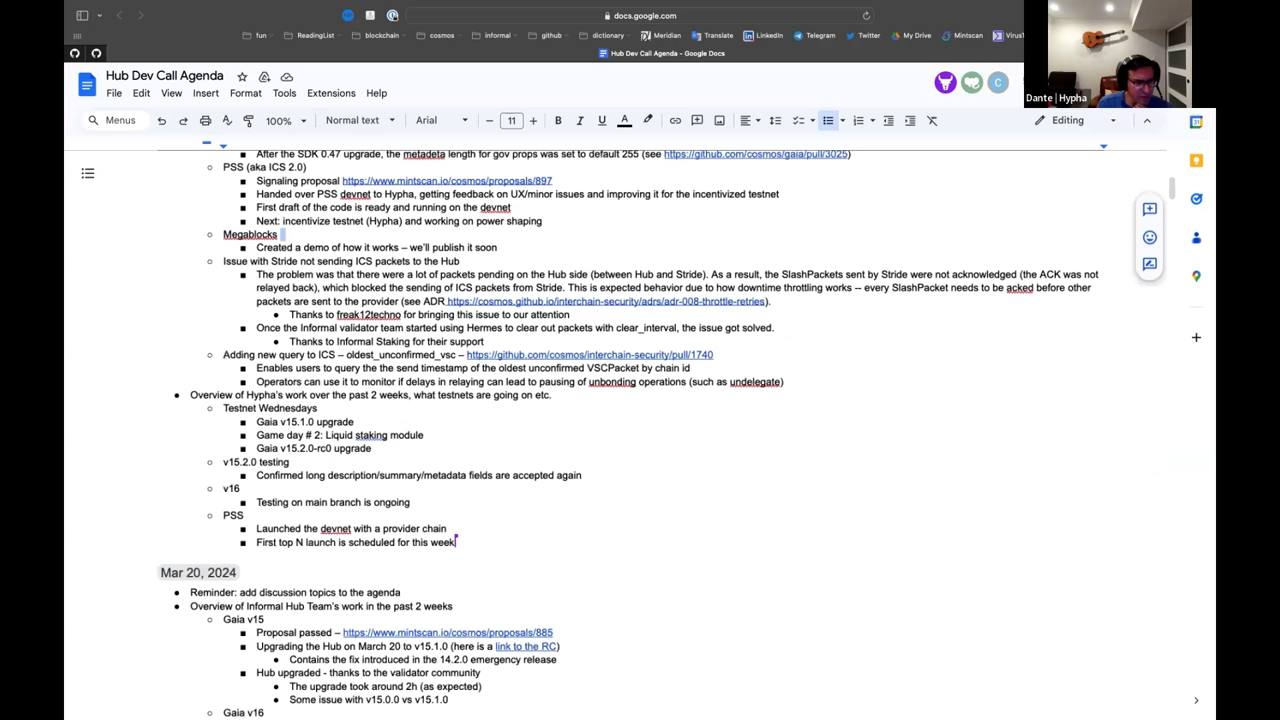 docs.google.com
fun
ReadingList
blockchain
cosmos
informal
github
dictionary
Meridian
Translate
LinkedIn
Telegram
Twitter
My Drive
Mintscan
Hub Dev Call Agenda - Google Docs
Hub Dev Call Agenda
File Edit View Insert Format Tools Extensions Help
C
Dante | Hypha
Menus 100% Normal text Arial 11 B I U A Editing
After the SDK 0.47 upgrade, the metadeta length for gov props was set to default 255 (see https://github.com/cosmos/gaia/pull/3025)
PSS (aka ICS 2.0)
Signaling proposal https://www.mintscan.io/cosmos/proposals/897
Handed over PSS devnet to Hypha, getting feedback on UX/minor issues and improving it for the incentivized testnet
First draft of the code is ready and running on the devnet
Next: incentivize testnet (Hypha) and working on power shaping
Megablocks
Created a demo of how it works – we'll publish it soon
Issue with Stride not sending ICS packets to the Hub
The problem was that there were a lot of packets pending on the Hub side (between Hub and Stride). As a result, the SlashPackets sent by Stride were not acknowledged (the ACK was not
relayed back), which blocked the sending of ICS packets from Stride. This is expected behavior due to how downtime throttling works -- every SlashPacket needs to be acked before other
packets are sent to the provider (see ADR https://cosmos.github.io/interchain-security/adrs/adr-008-throttle-retries).
Thanks to freak12techno for bringing this issue to our attention
Once the Informal validator team started using Hermes to clear out packets with clear_interval, the issue got solved.
Thanks to Informal Staking for their support
Adding new query to ICS – oldest_unconfirmed_vsc – https://github.com/cosmos/interchain-security/pull/1740
Enables users to query the the send timestamp of the oldest unconfirmed VSCPacket by chain id
Operators can use it to monitor if delays in relaying can lead to pausing of unbonding operations (such as undelegate)
Overview of Hypha's work over the past 2 weeks, what testnets are going on etc.
Testnet Wednesdays
Gaia v15.1.0 upgrade
Game day # 2: Liquid staking module
Gaia v15.2.0-rc0 upgrade
v15.2.0 testing
Confirmed long description/summary/metadata fields are accepted again
v16
Testing on main branch is ongoing
PSS
Launched the devnet with a provider chain
First top N launch is scheduled for this week
Mar 20, 2024
Reminder: add discussion topics to the agenda
Overview of Informal Hub Team's work in the past 2 weeks
Gaia v15
Proposal passed – https://www.mintscan.io/cosmos/proposals/885
Upgrading the Hub on March 20 to v15.1.0 (here is a link to the RC)
Contains the fix introduced in the 14.2.0 emergency release
Hub upgraded - thanks to the validator community
The upgrade took around 2h (as expected)
Some issue with v15.0.0 vs v15.1.0
Gaia v16